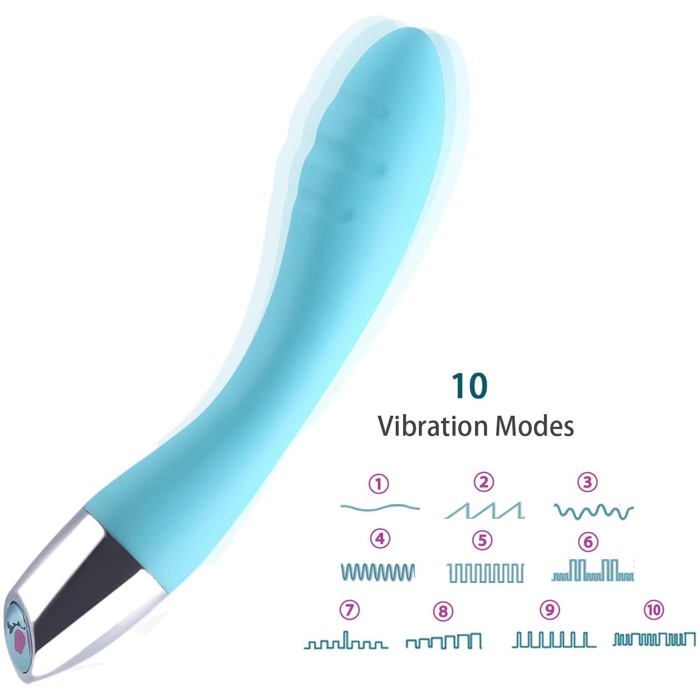 10
Vibration Modes
① ② ③
④ ⑤ ⑥
⑦ ⑧ ⑨ ⑩